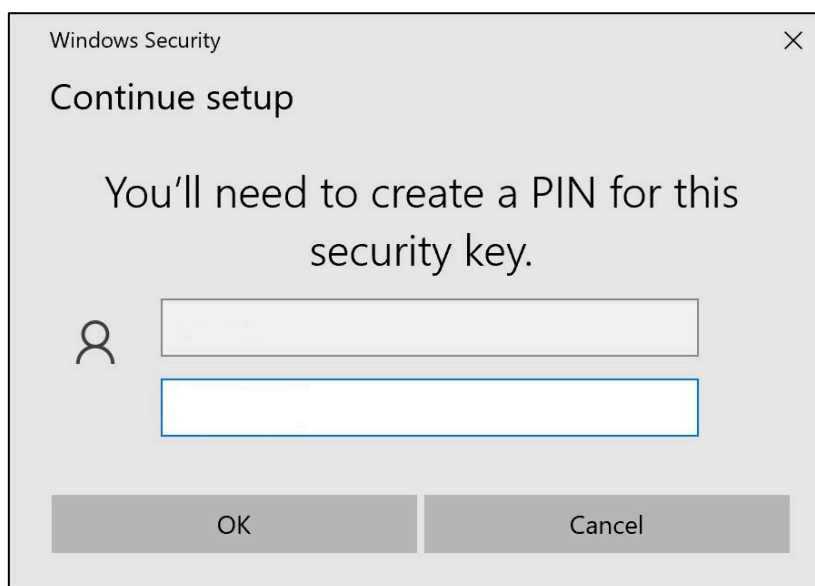 Windows Security
Continue setup
You’ll need to create a PIN for this
security key.
OK
Cancel